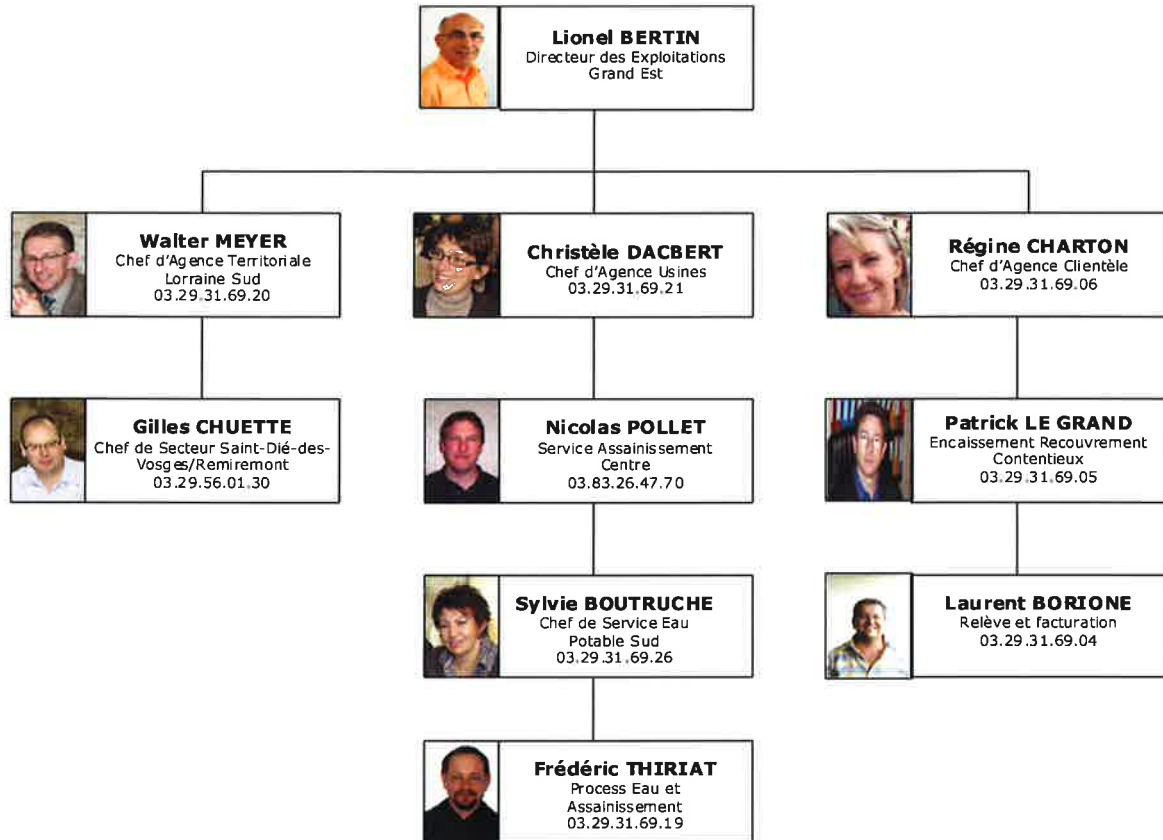 Lionel BERTIN
Directeur des Exploitations
Grand Est
Walter MEYER
Chef d'Agence Territoriale
Lorraine Sud
03.29.31.69.20
Christèle DACBERT
Chef d'Agence Usines
03.29.31.69.21
Régine CHARTON
Chef d'Agence Clientèle
03.29.31.69.06
Gilles CHUETTE
Chef de Secteur Saint-Dié-des-
Vosges/Remiremont
03.29.56.01.30
Nicolas POLLET
Service Assainissement
Centre
03.83.26.47.70
Patrick LE GRAND
Encaissement Recouvrement
Contentieux
03.29.31.69.05
Sylvie BOUTRUCHE
Chef de Service Eau
Potable Sud
03.29.31.69.26
Laurent BORIONE
Relève et facturation
03.29.31.69.04
Frédéric THIRIAT
Process Eau et
Assainissement
03.29.31.69.19